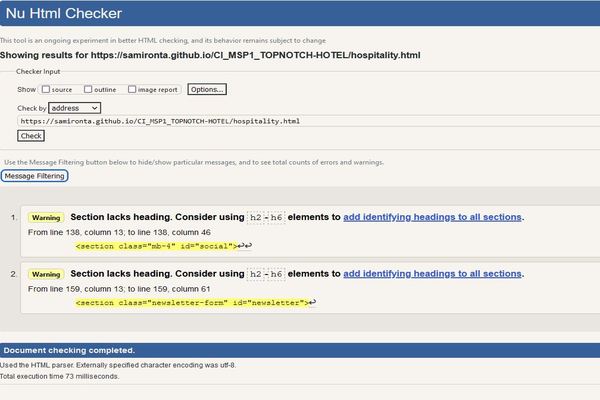 Nu Html Checker
This tool is an ongoing experiment in better HTML checking, and its behavior remains subject to change
Showing results for https://samironta.github.io/CI_MSP1_TOPNOTCH-HOTEL/hospitality.html
Checker Input
Show source outline image report Options...
Check by address
https://samironta.github.io/CI_MSP1_TOPNOTCH-HOTEL/hospitality.html
Check
Use the Message Filtering button below to hide/show particular messages, and to see total counts of errors and warnings.
Message Filtering
1. Warning Section lacks heading. Consider using h2-h6 elements to add identifying headings to all sections.
From line 138, column 13; to line 138, column 46
<section class="mb-4" id="social">↩↩
2. Warning Section lacks heading. Consider using h2-h6 elements to add identifying headings to all sections.
From line 159, column 13; to line 159, column 61
<section class="newsletter-form" id="newsletter">↩
Document checking completed.
Used the HTML parser. Externally specified character encoding was utf-8.
Total execution time 73 milliseconds.